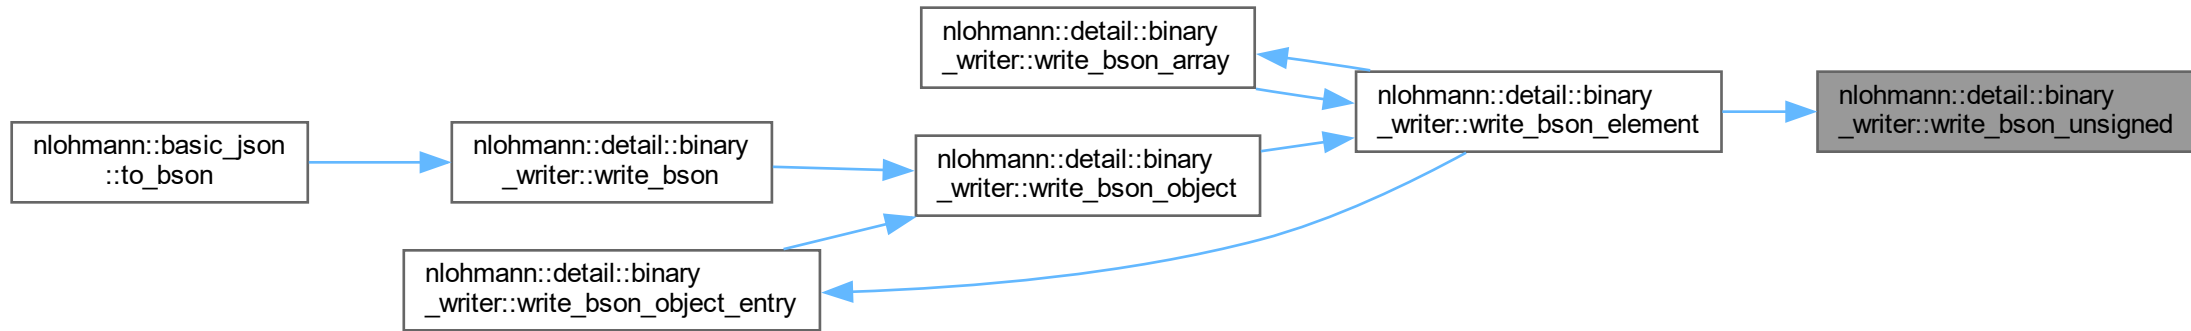 nlohmann::basic_json
::to_bson
nlohmann::detail::binary
_writer::write_bson
nlohmann::detail::binary
_writer::write_bson_object_entry
nlohmann::detail::binary
_writer::write_bson_object
nlohmann::detail::binary
_writer::write_bson_array
nlohmann::detail::binary
_writer::write_bson_element
nlohmann::detail::binary
_writer::write_bson_unsigned